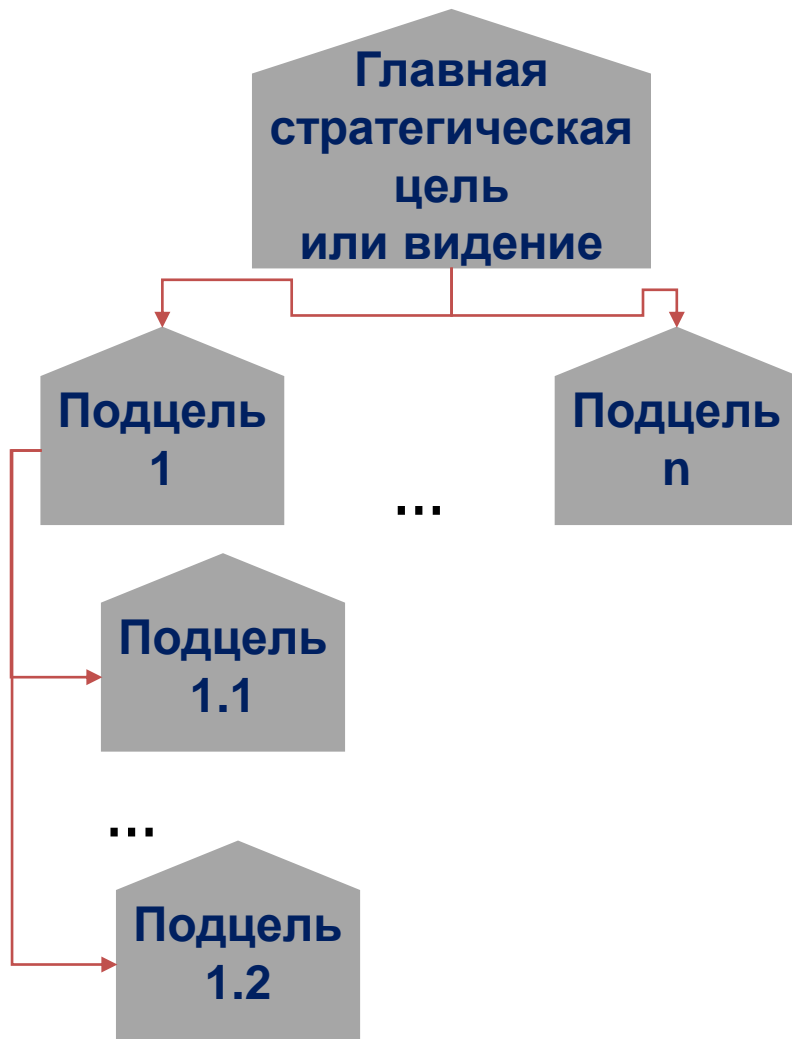 Главная
стратегическая
цель
или видение
Подцель
1
...
Подцель
n
Подцель
1.1
...
Подцель
1.2